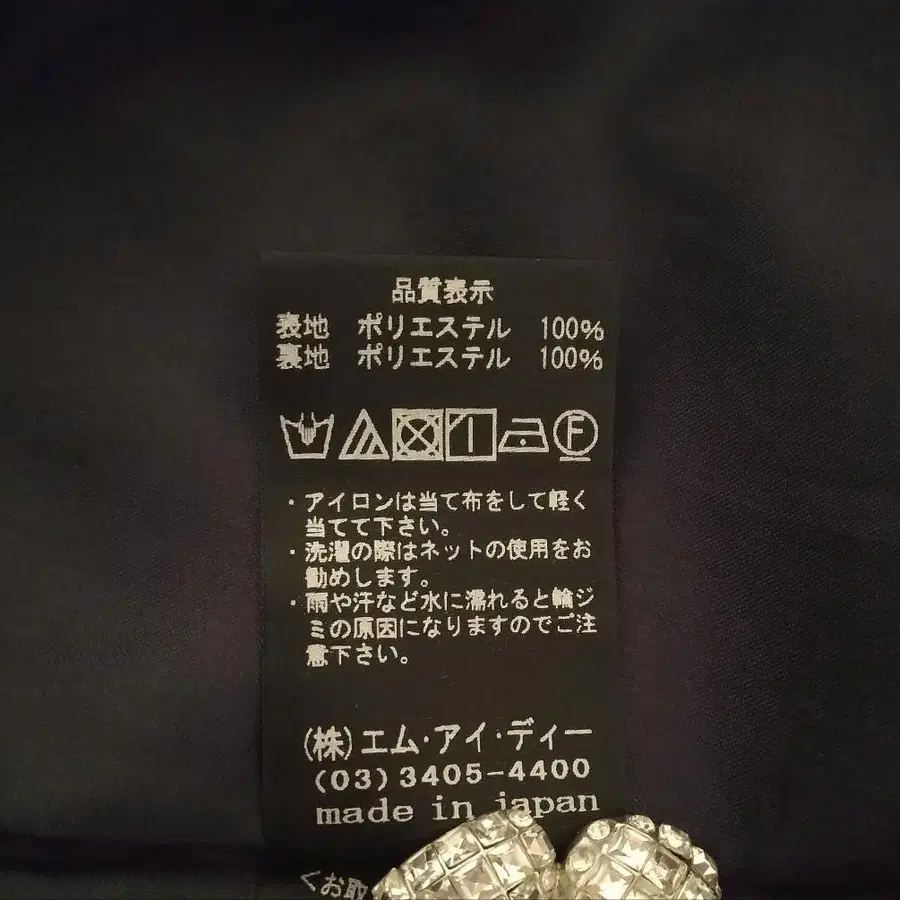 品質表示
表地 ポリエステル 100%
裏地 ポリエステル 100%
F
・アイロンは当て布をして軽く
当てて下さい。
・洗濯の際はネットの使用をお
勧めします。
・雨や汗など水に濡れると輪ジ
ミの原因になりますのでご注
意下さい。
(株)エム・アイ・ディー
(03)3405-4400
made in japan
くお取